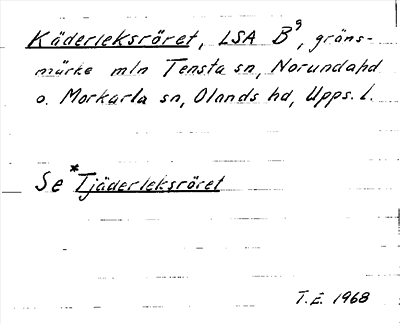 Käderleksröret, LSA B⁹, gräns-
märke mln Tensta sn, Norundahd
o. Morkarla sn, Olands hd, Upps. l.
Se *Tjäderleksröret
T.E. 1968